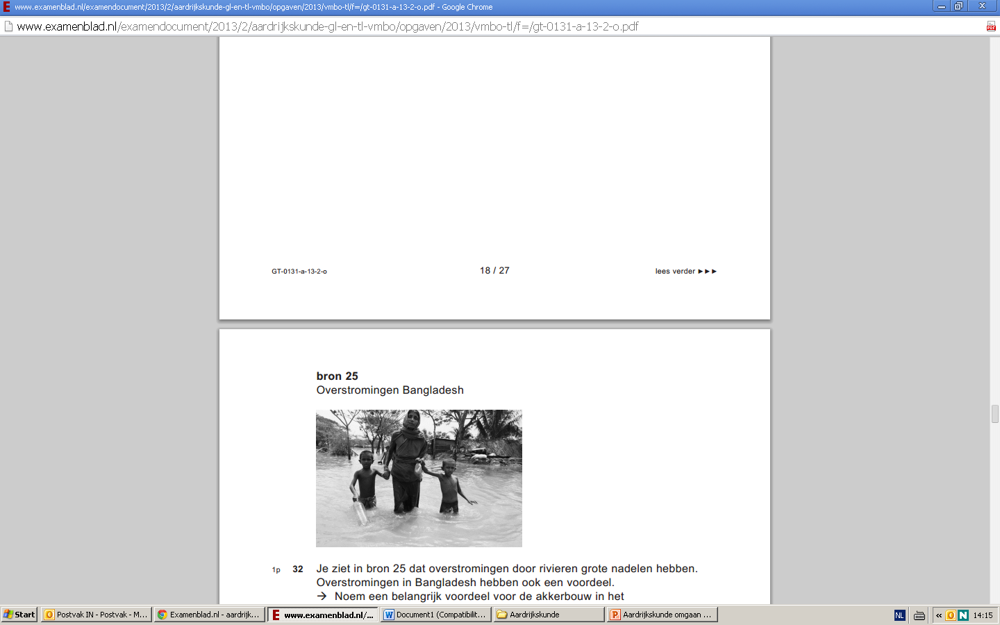 www.examenblad.nl/examendocument/2013/2/aardrijkskunde-gl-en-tl-vmbo/opgaven/2013/vmbo-tl/f=/gt-0131-a-13-2-o.pdf - Google Chrome
www.examenblad.nl/examendocument/2013/2/aardrijkskunde-gl-en-tl-vmbo/opgaven/2013/vmbo-tl/f=/gt-0131-a-13-2-o.pdf
GT-0131-a-13-2-o 18 / 27 lees verder ►►►
bron 25
Overstromingen Bangladesh
1p 32 Je ziet in bron 25 dat overstromingen door rivieren grote nadelen hebben.
Overstromingen in Bangladesh hebben ook een voordeel.
→ Noem een belangrijk voordeel voor de akkerbouw in het
Start Postvak IN - Postvak - M... Examenblad.nl - aardrijk... www.examenblad.nl/... Document1 (Compatibilit... Aardrijkskunde Aardrijkskunde omgaan ... NL « 14:15